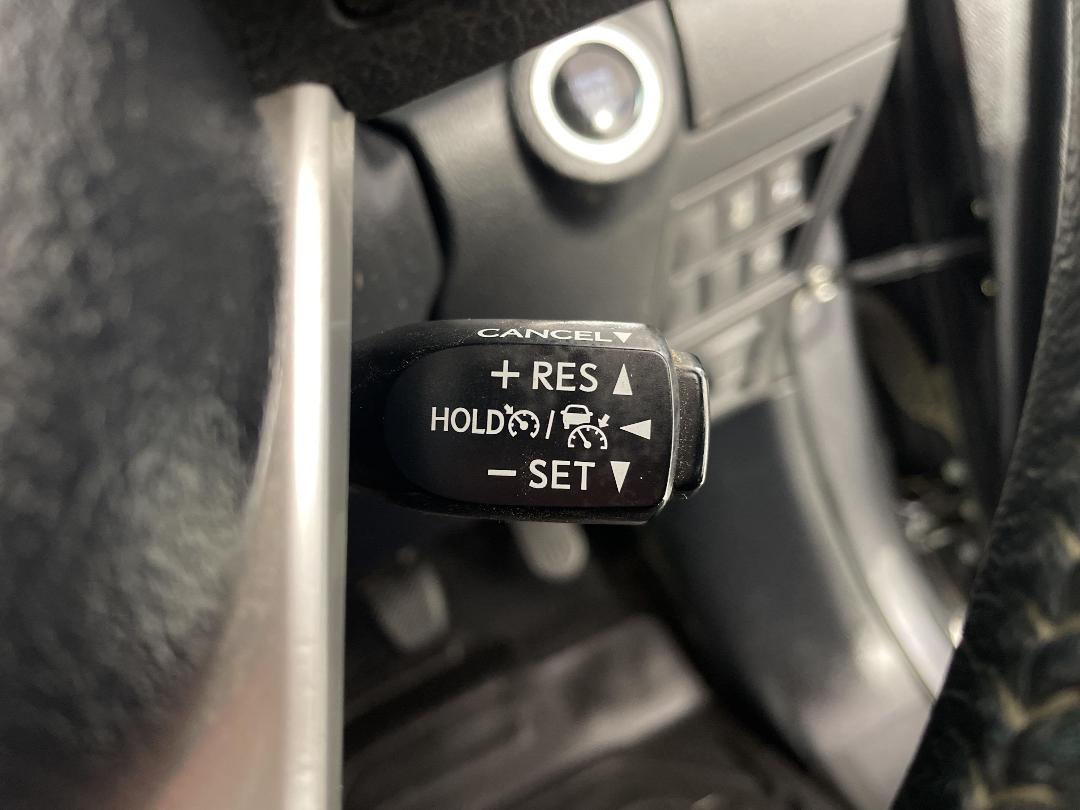 CANCEL▼
+ RES ▲
HOLD / ◀
− SET ▼